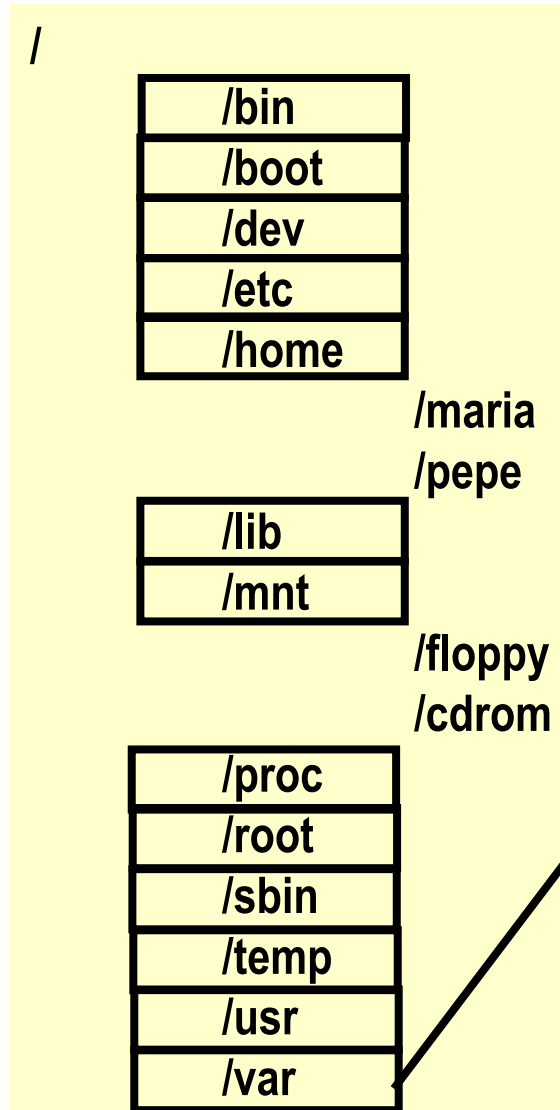 /
/bin
/boot
/dev
/etc
/home
/maria
/pepe
/lib
/mnt
/floppy
/cdrom
/proc
/root
/sbin
/temp
/usr
/var